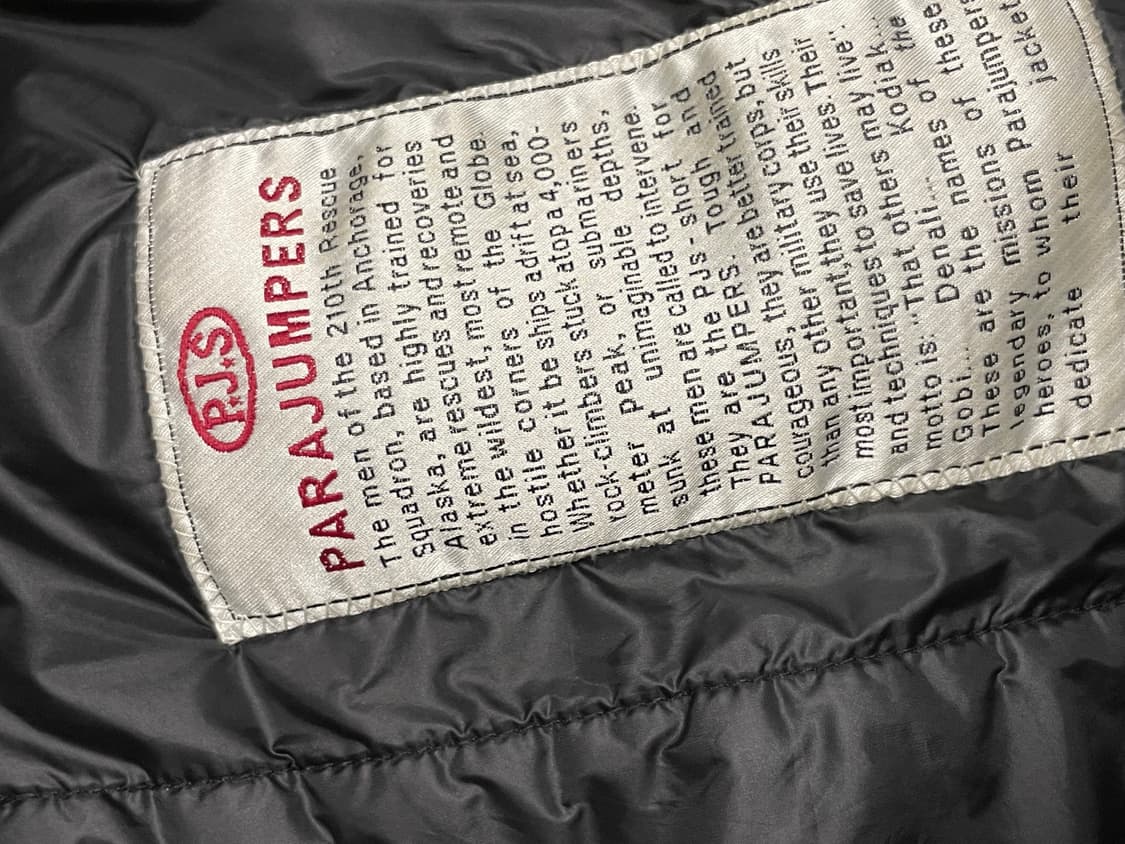 P.J.S
PARAJUMPERS
The men of the 210th Rescue
Squadron, based in Anchorage,
Alaska, are highly trained for
extreme rescues and recoveries
in the wildest, most remote and
hostile corners of the Globe.
Whether it be ships adrift at sea,
rock climbers stuck atop a 4,000-
meter peak, or submariners
sunk at unimaginable depths,
these men are called to intervene.
They are the PJs - short for
PARAJUMPERS. Tough and
courageous, they are better trained
than any other military corps, but
most important, they use their skills
and techniques to save lives. Their
motto is: "That others may live".
Gobi... Denali... Kodiak...
These are the names of the
legendary missions of these
heroes, to whom parajumpers
dedicate their jacket